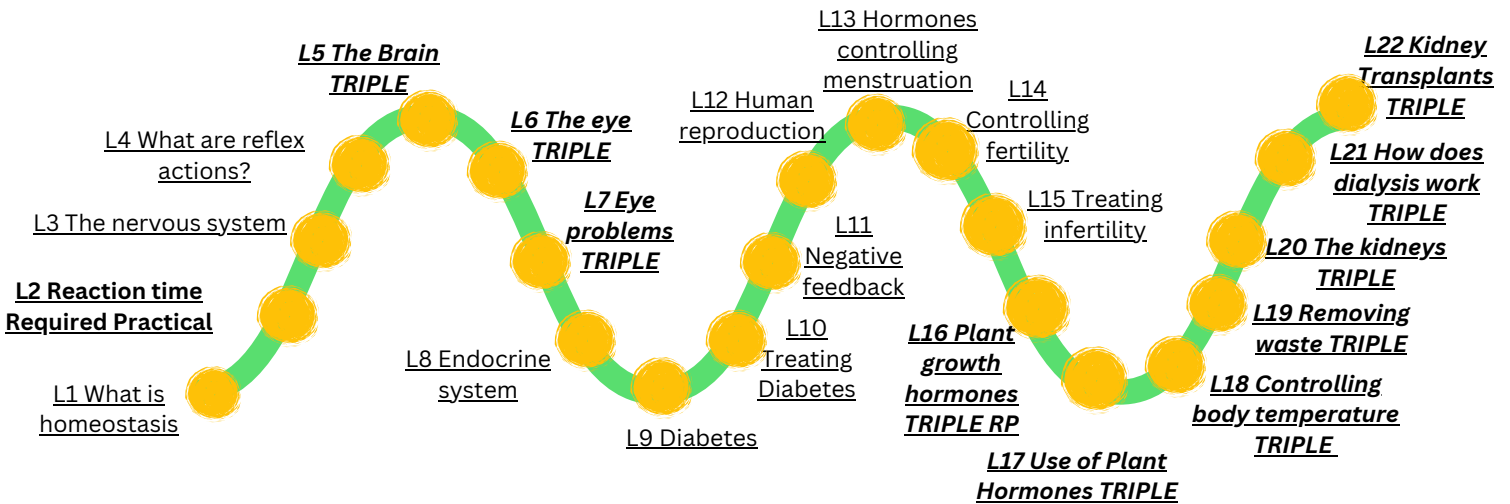 L1 What is
homeostasis
L2 Reaction time
Required Practical
L3 The nervous system
L4 What are reflex
actions?
L5 The Brain
TRIPLE
L6 The eye
TRIPLE
L7 Eye
problems
TRIPLE
L8 Endocrine
system
L9 Diabetes
L10
Treating
Diabetes
L11
Negative
feedback
L12 Human
reproduction
L13 Hormones
controlling
menstruation
L14
Controlling
fertility
L15 Treating
infertility
L16 Plant
growth
hormones
TRIPLE RP
L17 Use of Plant
Hormones TRIPLE
L18 Controlling
body temperature
TRIPLE
L19 Removing
waste TRIPLE
L20 The kidneys
TRIPLE
L21 How does
dialysis work
TRIPLE
L22 Kidney
Transplants
TRIPLE